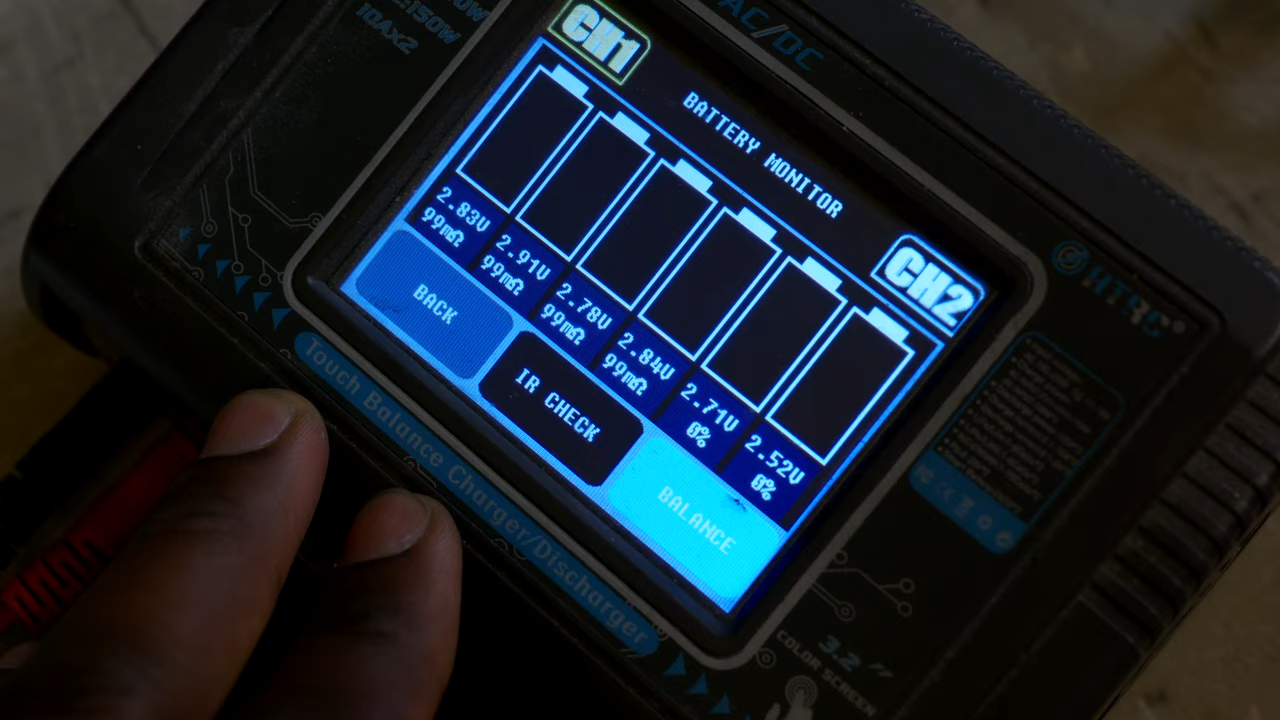 :150W
10AX2
AC/DC
CH1
BATTERY MONITOR
CH2
2.83V
99mΩ
2.91V
99mΩ
2.78V
99mΩ
2.84V
99mΩ
2.71V
0%
2.52V
0%
BACK
IR CHECK
BALANCE
HTRC®
Touch Balance Charger/Discharger
3.2"
COLOR SCREEN